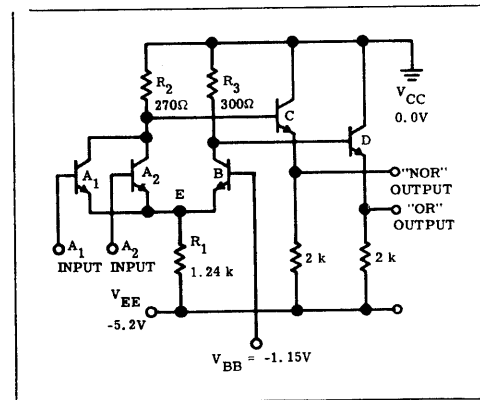 R2
270Ω
R3
300Ω
C
VCC
0.0V
D
A1
A2
B
E
"NOR"
OUTPUT
"OR"
OUTPUT
A1
INPUT
A2
INPUT
R1
1.24 k
2 k
2 k
VEE
-5.2V
VBB = -1.15V